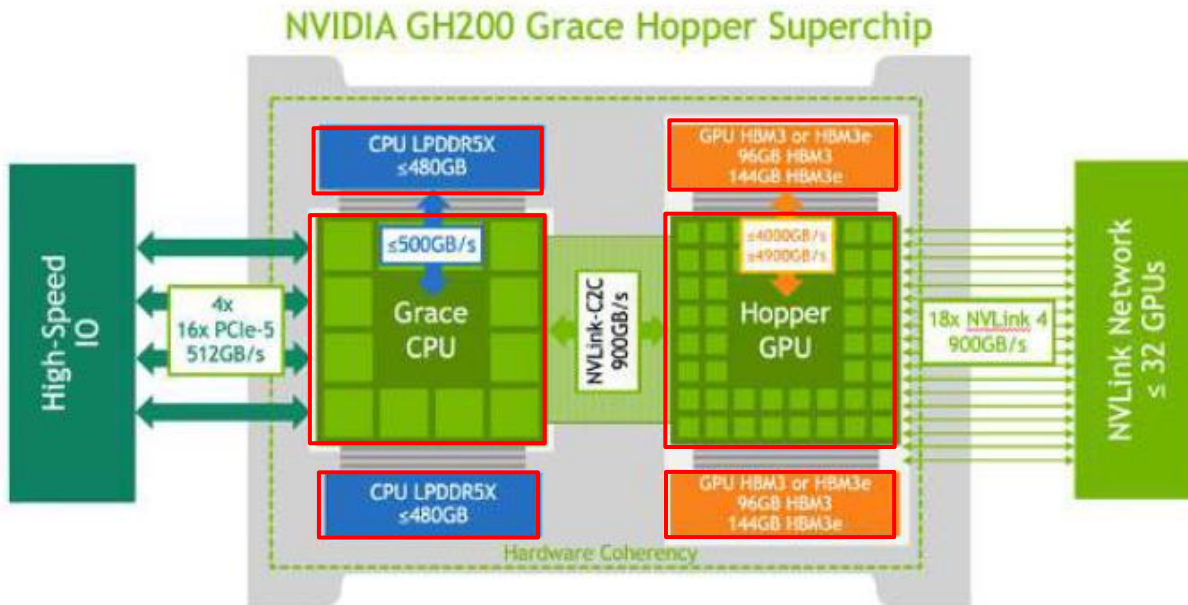 NVIDIA GH200 Grace Hopper Superchip
CPU LPDDR5X
≤480GB
GPU HBM3 or HBM3e
96GB HBM3
144GB HBM3e
High-Speed
IO
4x
16x PCIe-5
512GB/s
≤500GB/s
Grace
CPU
NVLink-C2C
900GB/s
≤4000GB/s
≤4900GB/s
Hopper
GPU
18x NVLink 4
900GB/s
NVLink Network
≤ 32 GPUs
CPU LPDDR5X
≤480GB
GPU HBM3 or HBM3e
96GB HBM3
144GB HBM3e
Hardware Coherency